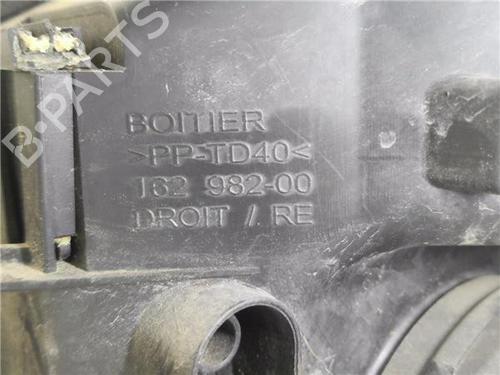 BOITIER
>PP-TD40<
162 982-00
DROIT / RE
B-PARTS